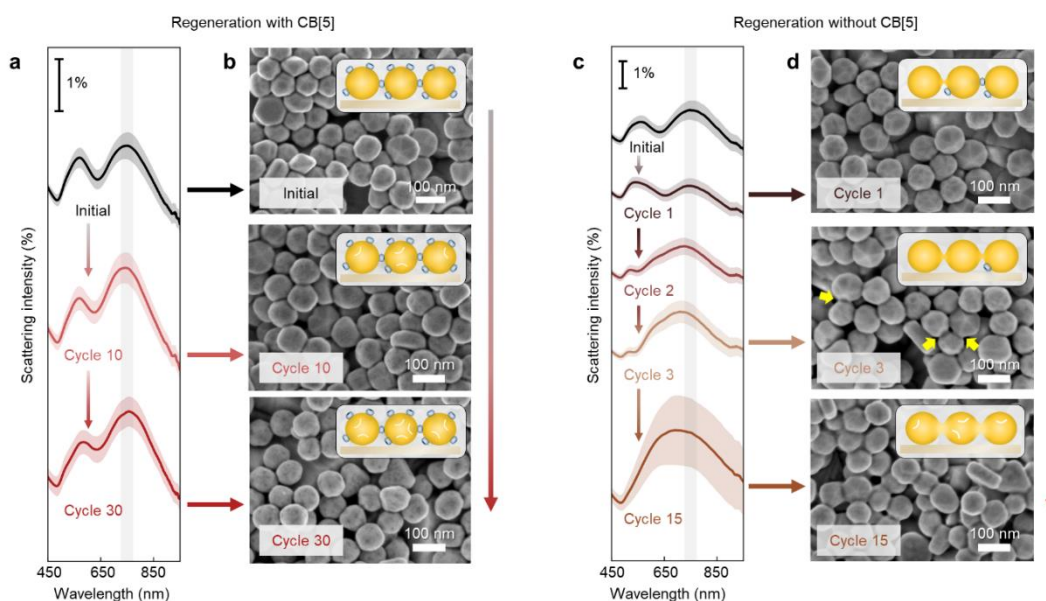 Regeneration with CB[5]
a
1%
Initial
Cycle 10
Cycle 30
Scattering intensity (%)
450 650 850
Wavelength (nm)
b
Initial
100 nm
Cycle 10
100 nm
Cycle 30
100 nm
Regeneration without CB[5]
c
1%
Initial
Cycle 1
Cycle 2
Cycle 3
Cycle 15
Scattering intensity (%)
450 650 850
Wavelength (nm)
d
Cycle 1
100 nm
Cycle 3
100 nm
Cycle 15
100 nm